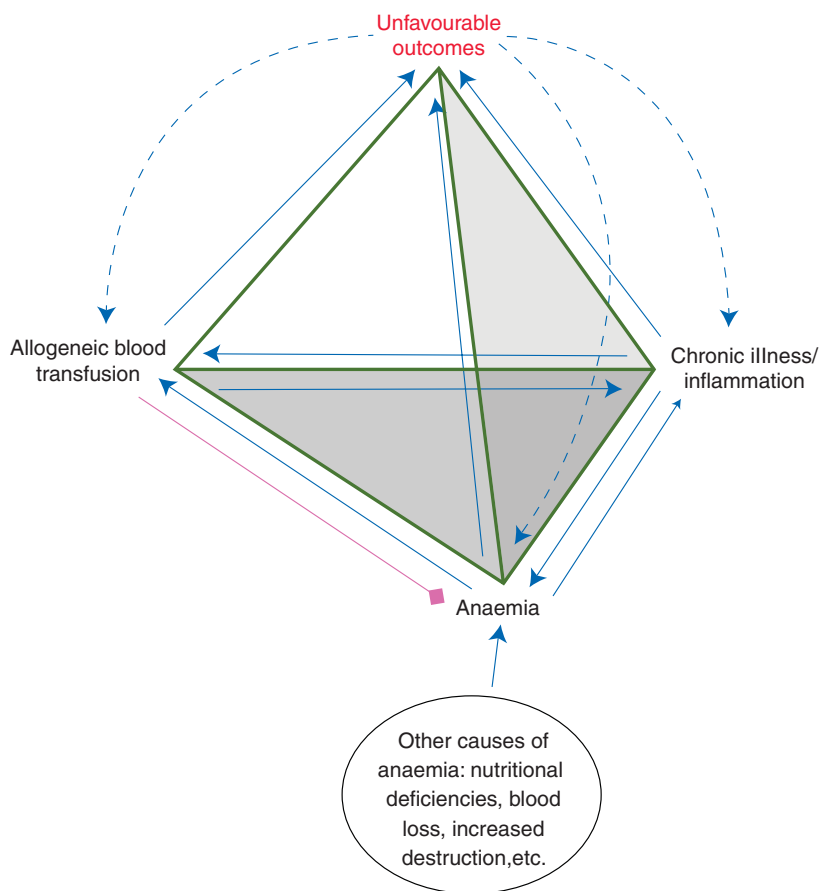 Unfavourable
outcomes
Allogeneic blood
transfusion
Chronic illness/
inflammation
Anaemia
Other causes of
anaemia: nutritional
deficiencies, blood
loss, increased
destruction,etc.